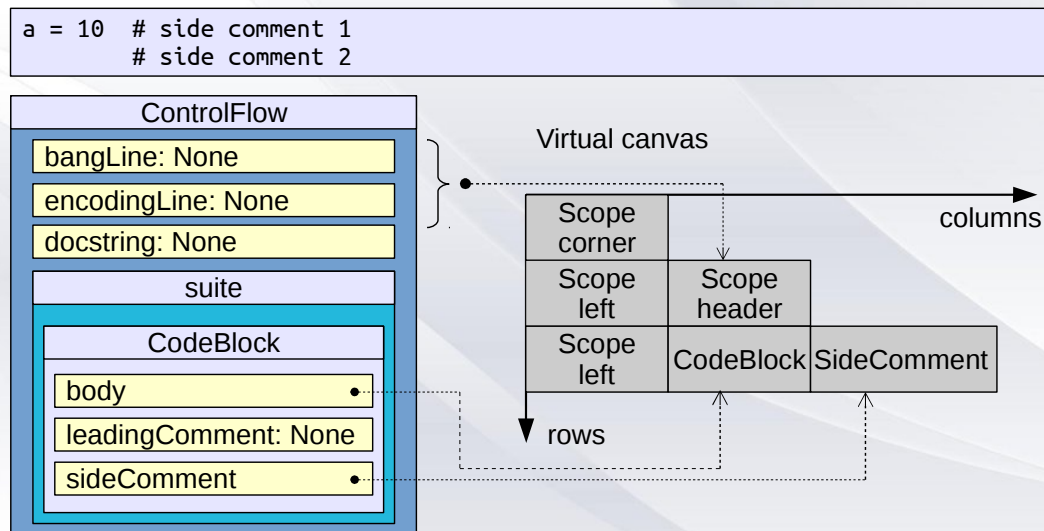 a = 10  # side comment 1
        # side comment 2
ControlFlow
bangLine: None
encodingLine: None
docstring: None
suite
CodeBlock
body
leadingComment: None
sideComment
Virtual canvas
columns
Scope
corner
Scope
left
Scope
header
Scope
left
CodeBlock
SideComment
rows